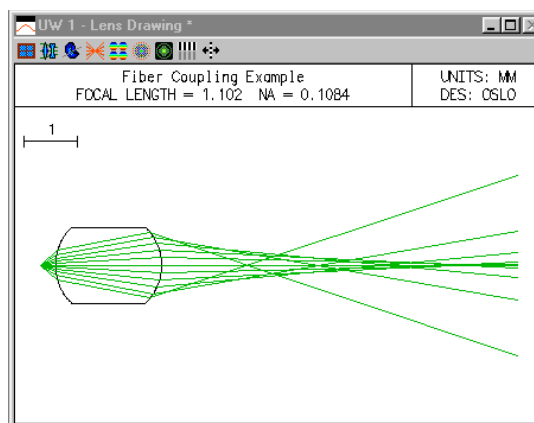 UW 1 - Lens Drawing *
Fiber Coupling Example
FOCAL LENGTH = 1.102 NA = 0.1084
UNITS: MM
DES: OSLO
1